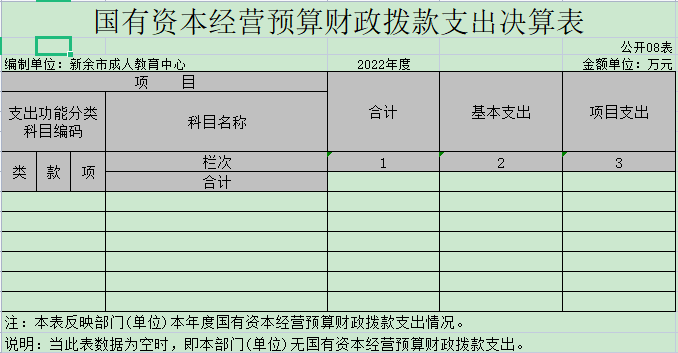 国有资本经营预算财政拨款支出决算表
公开08表
编制单位：新余市成人教育中心 2022年度 金额单位：万元
项 目 合计 基本支出 项目支出
支出功能分类科目编码 科目名称
类 款 项 栏次 1 2 3
合计
注：本表反映部门(单位)本年度国有资本经营预算财政拨款支出情况。
说明：当此表数据为空时，即本部门(单位)无国有资本经营预算财政拨款支出。